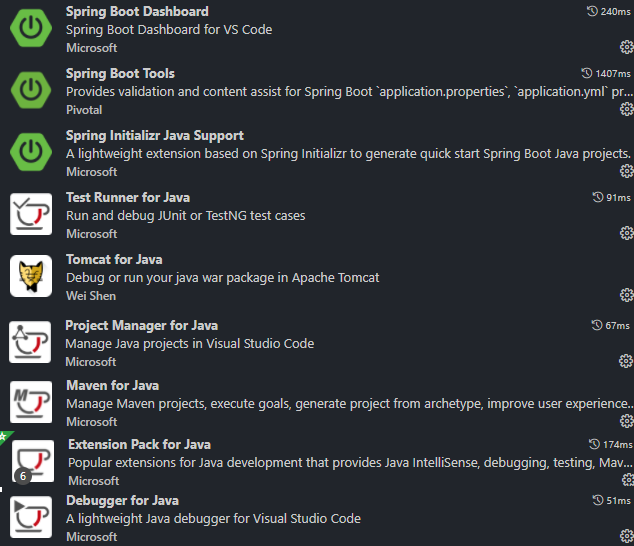 Spring Boot Dashboard 240ms
Spring Boot Dashboard for VS Code
Microsoft
Spring Boot Tools 1407ms
Provides validation and content assist for Spring Boot `application.properties`, `application.yml` pr...
Pivotal
Spring Initializr Java Support
A lightweight extension based on Spring Initializr to generate quick start Spring Boot Java projects.
Microsoft
Test Runner for Java 91ms
Run and debug JUnit or TestNG test cases
Microsoft
Tomcat for Java
Debug or run your java war package in Apache Tomcat
Wei Shen
Project Manager for Java 67ms
Manage Java projects in Visual Studio Code
Microsoft
M
Maven for Java
Manage Maven projects, execute goals, generate project from archetype, improve user experience...
Microsoft
Extension Pack for Java 174ms
Popular extensions for Java development that provides Java IntelliSense, debugging, testing, Mav...
6
Microsoft
Debugger for Java 51ms
A lightweight Java debugger for Visual Studio Code
Microsoft